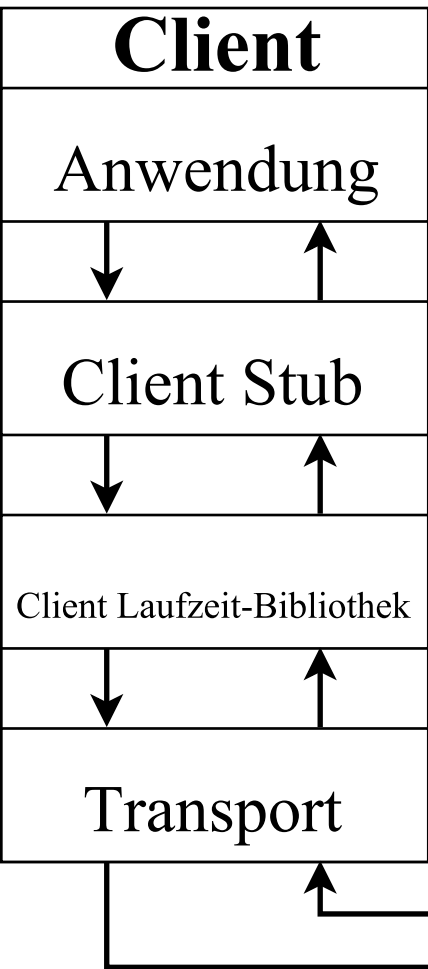 Client
Anwendung
Client Stub
Client Laufzeit-Bibliothek
Transport